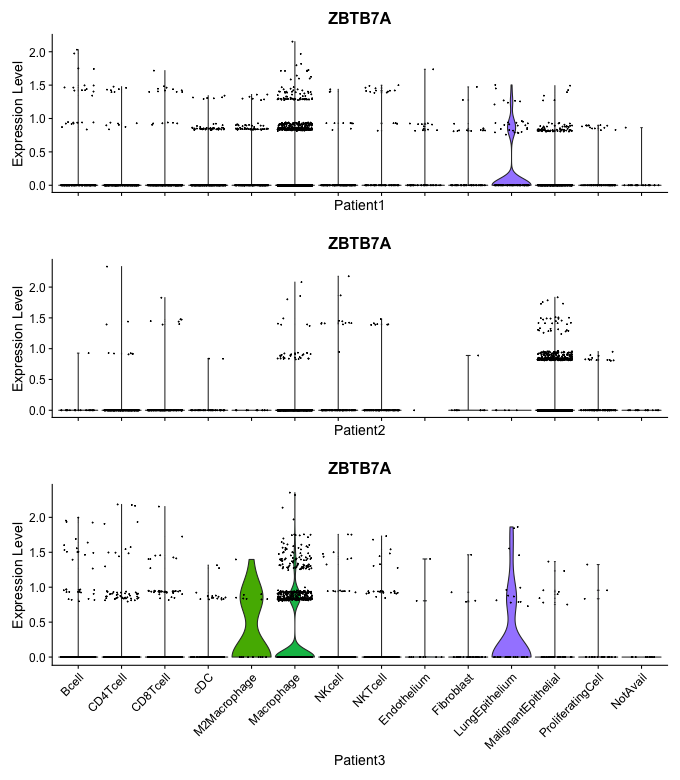 ZBTB7A
Expression Level
2.0
1.5
1.0
0.5
0.0
Patient1
ZBTB7A
Expression Level
2.0
1.5
1.0
0.5
0.0
Patient2
ZBTB7A
Expression Level
2.0
1.5
1.0
0.5
0.0
Bcell
CD4Tcell
CD8Tcell
cDC
M2Macrophage
Macrophage
NKcell
NKTcell
Endothelium
Fibroblast
LungEpithelium
MalignantEpithelial
ProliferatingCell
NotAvail
Patient3